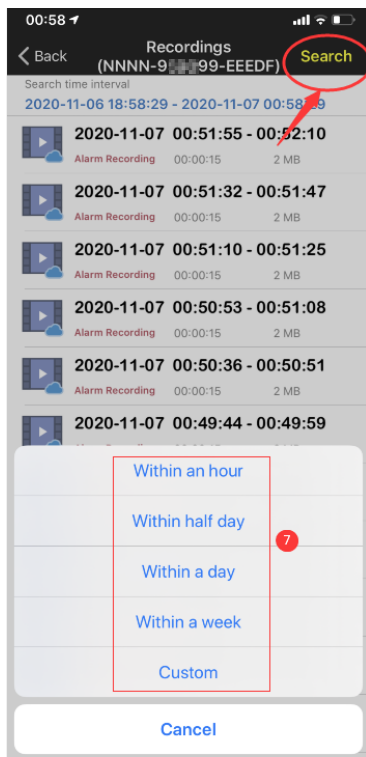 00:58
Back
Recordings
Search
(NNNN-9 99-EEEDF)
Search time interval
2020-11-06 18:58:29 - 2020-11-07 00:58: 9
2020-11-07 00:51:55 - 00:52:10
Alarm Recording 00:00:15 2 MB
2020-11-07 00:51:32 - 00:51:47
Alarm Recording 00:00:15 2 MB
2020-11-07 00:51:10 - 00:51:25
Alarm Recording 00:00:15 2 MB
2020-11-07 00:50:53 - 00:51:08
Alarm Recording 00:00:15 2 MB
2020-11-07 00:50:36 - 00:50:51
Alarm Recording 00:00:15 2 MB
2020-11-07 00:49:44 - 00:49:59
Within an hour
Within half day
7
Within a day
Within a week
Custom
Cancel